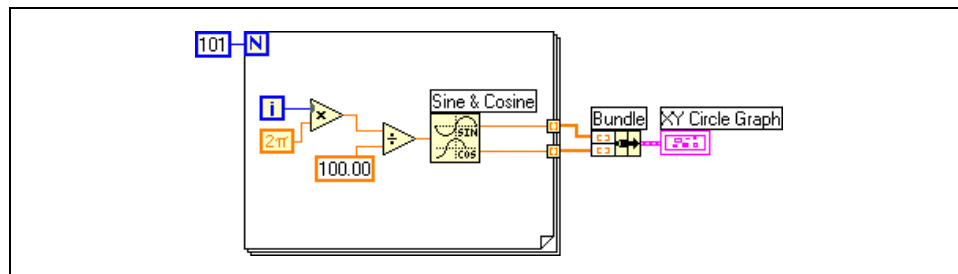 101 N
Sine & Cosine
i x
SIN
Bundle XY Circle Graph
2π ÷
COS
100.00